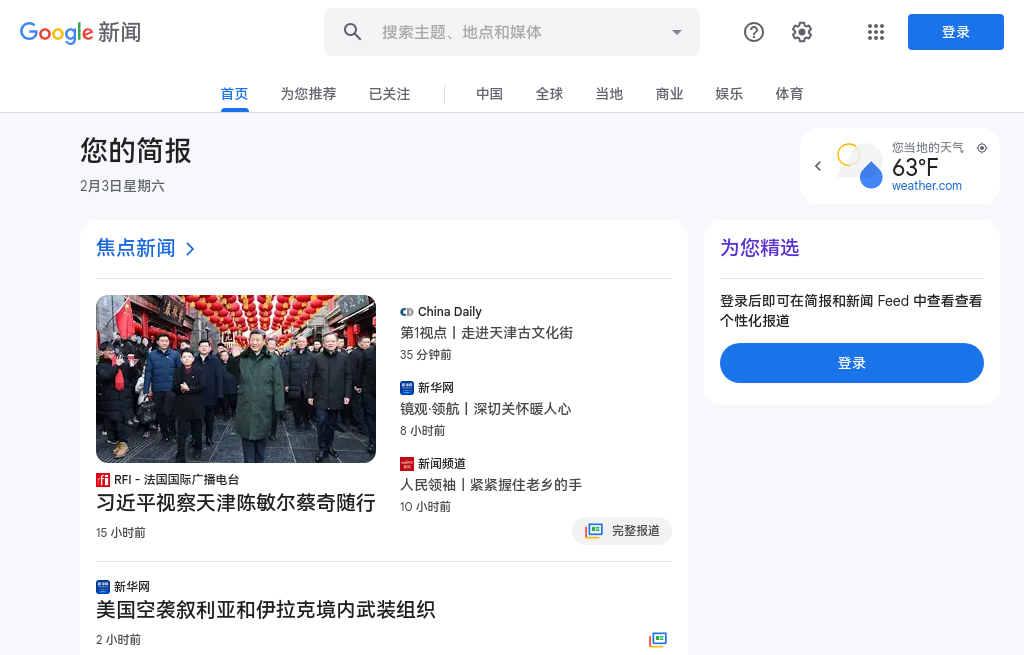 Google 新闻
搜索主题、地点和媒体
登录
首页
为您推荐
已关注
中国
全球
当地
商业
娱乐
体育
您的简报
2月3日星期六
您当地的天气
63°F
weather.com
焦点新闻
RFI - 法国国际广播电台
习近平视察天津陈敏尔蔡奇随行
15 小时前
China Daily
第1视点丨走进天津古文化街
35 分钟前
新华网
镜观·领航丨深切关怀暖人心
8 小时前
新闻频道
人民领袖丨紧紧握住老乡的手
10 小时前
完整报道
新华网
美国空袭叙利亚和伊拉克境内武装组织
2 小时前
为您精选
登录后即可在简报和新闻 Feed 中查看查看
个性化报道
登录